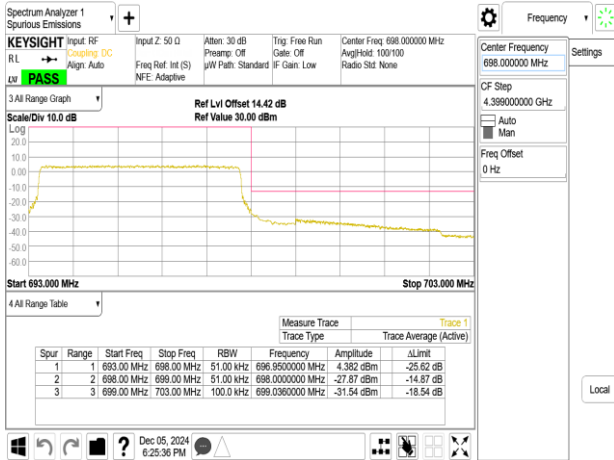 Spectrum Analyzer 1
Spurious Emissions
Frequency
KEYSIGHT
RL
PASS
Input: RF
Coupling: DC
Align: Auto
Input Z: 50 Ω
Freq Ref: Int (S)
NFE: Adaptive
Atten: 30 dB
Preamp: Off
µW Path: Standard
Trig: Free Run
Gate: Off
IF Gain: Low
Center Freq: 698.000000 MHz
Avg|Hold: 100/100
Radio Std: None
Center Frequency
698.000000 MHz
Settings
CF Step
4.399000000 GHz
Auto
Man
Freq Offset
0 Hz
Local
3 All Range Graph
Scale/Div 10.0 dB
Ref Lvl Offset 14.42 dB
Ref Value 30.00 dBm
Log
20.0
10.0
0.00
-10.0
-20.0
-30.0
-40.0
-50.0
-60.0
Start 693.000 MHz
Stop 703.000 MHz
4 All Range Table
Measure Trace Trace 1
Trace Type Trace Average (Active)
Spur Range Start Freq Stop Freq RBW Frequency Amplitude ΔLimit
1 1 693.00 MHz 698.00 MHz 51.00 kHz 696.9500 MHz 4.382 dBm -25.62 dB
2 2 698.00 MHz 699.00 MHz 51.00 kHz 698.0000 MHz -27.87 dBm -14.87 dB
3 3 699.00 MHz 703.00 MHz 100.0 kHz 699.0360 MHz -31.54 dBm -18.54 dB
Dec 05, 2024
6:25:36 PM